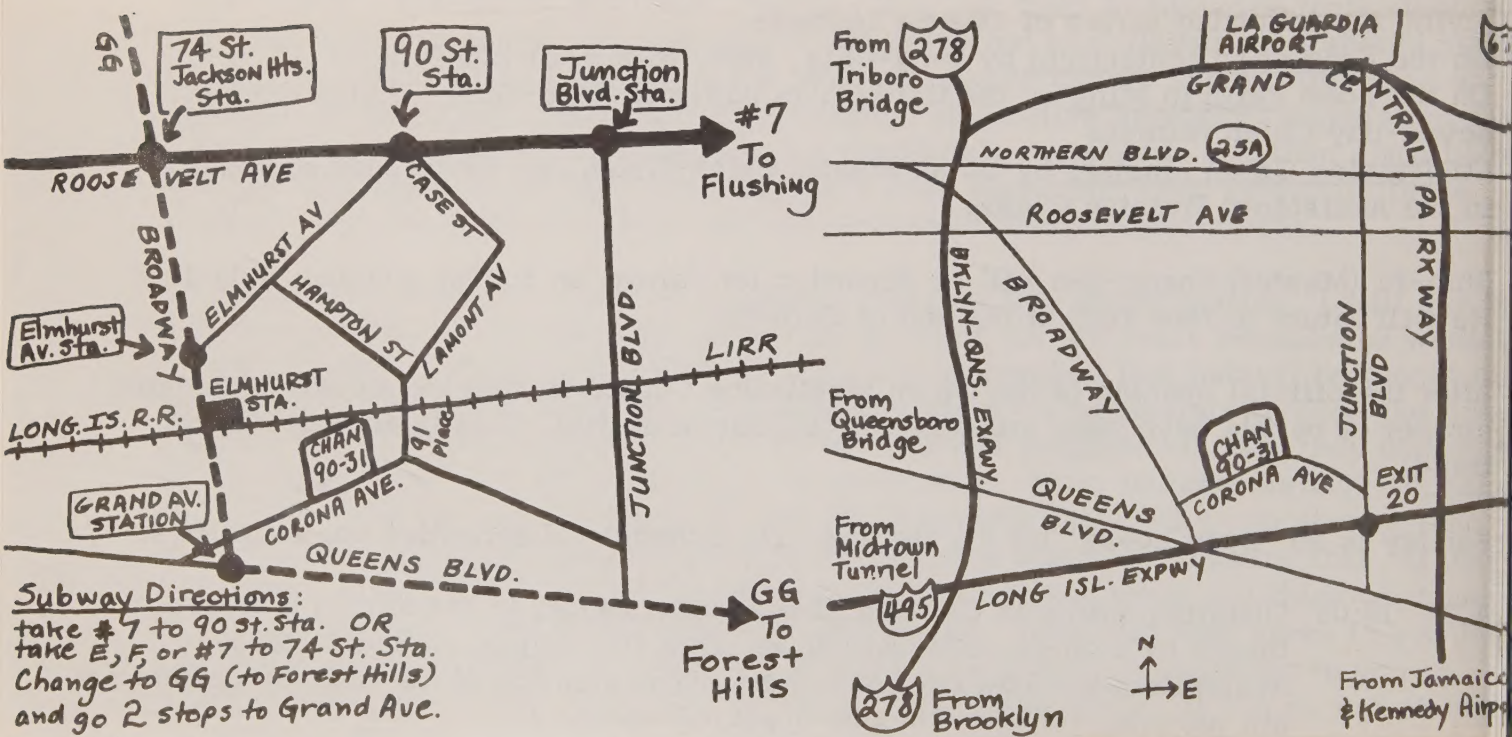 GG
74 St.
Jackson Hts.
Sta.
90 St.
Sta.
Junction
Blvd. Sta.
#7
To
Flushing
ROOSEVELT AVE
CASE ST
BROADWAY
ELMHURST AV
HAMPTON ST
LAMONT AV
Elmhurst
Av. Sta.
ELMHURST
STA.
JUNCTION BLVD.
LIRR
LONG. IS. R.R.
CHAN
90-31
91
Place
GRAND AV.
STATION
CORONA AVE.
QUEENS BLVD.
GG
To
Forest
Hills
Subway Directions:
take #7 to 90 St. Sta. OR
take E, F, or #7 to 74 St. Sta.
Change to GG (to Forest Hills)
and go 2 stops to Grand Ave.
From
Triboro
Bridge
278
LA GUARDIA
AIRPORT
GRAND CENTRAL PARKWAY
NORTHERN BLVD. 25A
ROOSEVELT AVE
BKLYN-QNS. EXPWY.
BROADWAY
JUNCTION
BLVD
From
Queensboro
Bridge
CHAN
90-31
CORONA AVE
EXIT
20
QUEENS
BLVD.
From
Midtown
Tunnel
495
LONG ISL. EXPWY
N
E
278
From
Brooklyn
From Jamaica
& Kennedy Airp